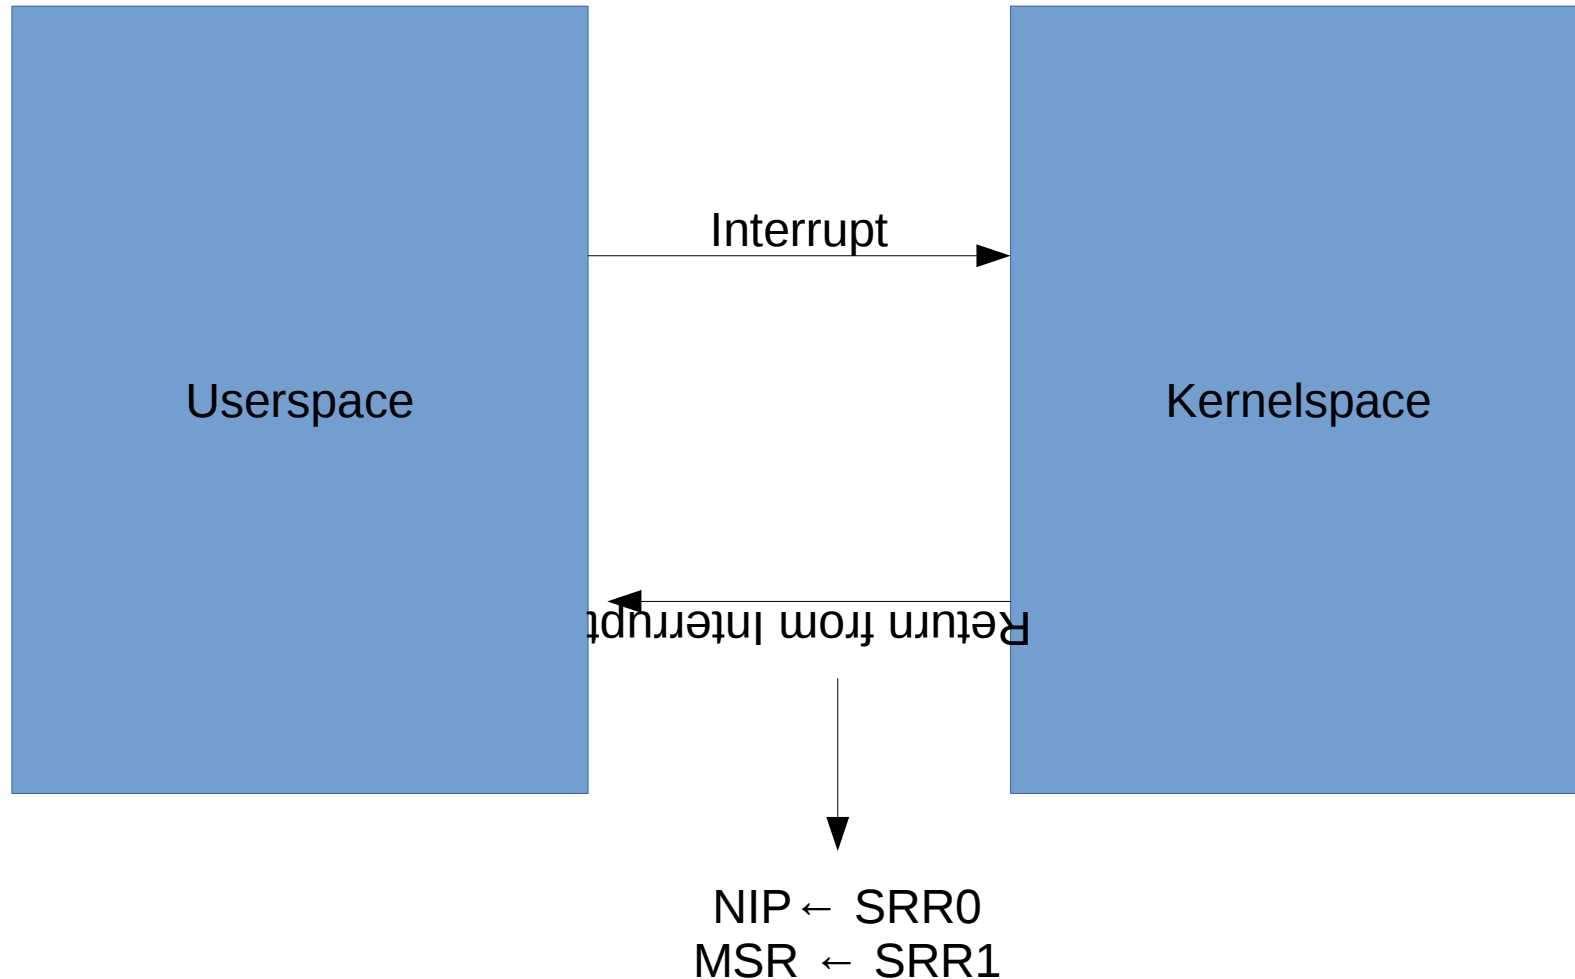 Interrupt
Userspace
Kernelspace
Return from Interrupt
NIP ← SRR0
MSR ← SRR1